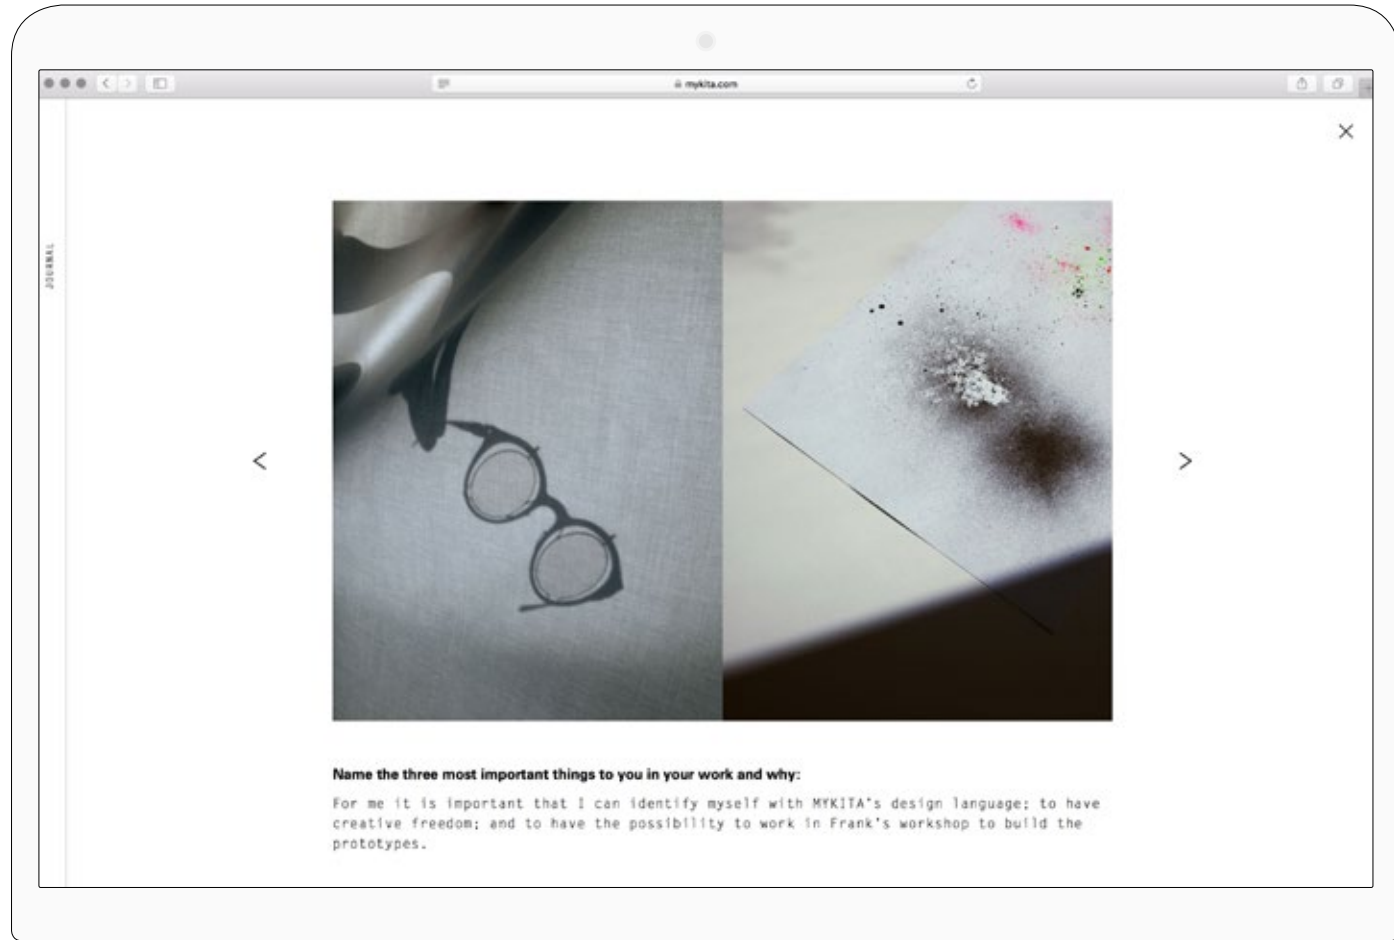 mykita.com
JOURNAL
Name the three most important things to you in your work and why:
For me it is important that I can identify myself with MYKITA's design language; to have
creative freedom; and to have the possibility to work in Frank's workshop to build the
prototypes.